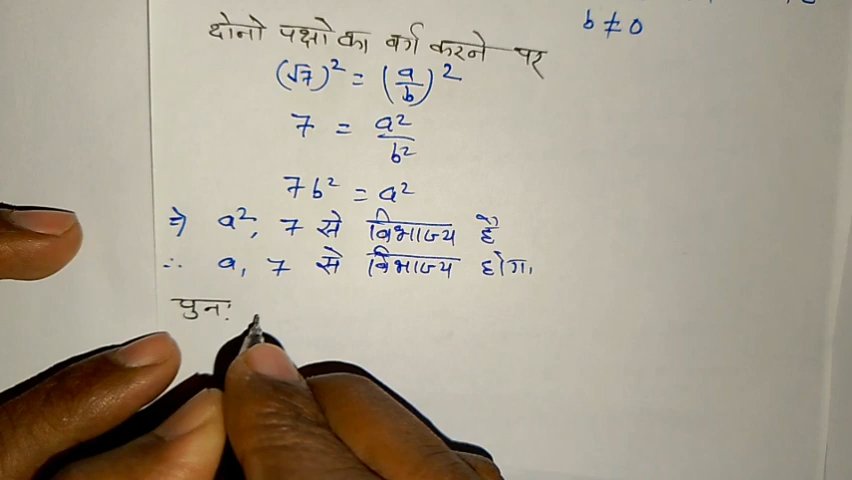 b ≠ 0
दोनो पक्षो का वर्ग करने पर
(√7)² = (a/b)²
7 = a²/b²
7b² = a²
⇒ a², 7 से विभाज्य है
∴ a, 7 से विभाज्य होगा
पुनः